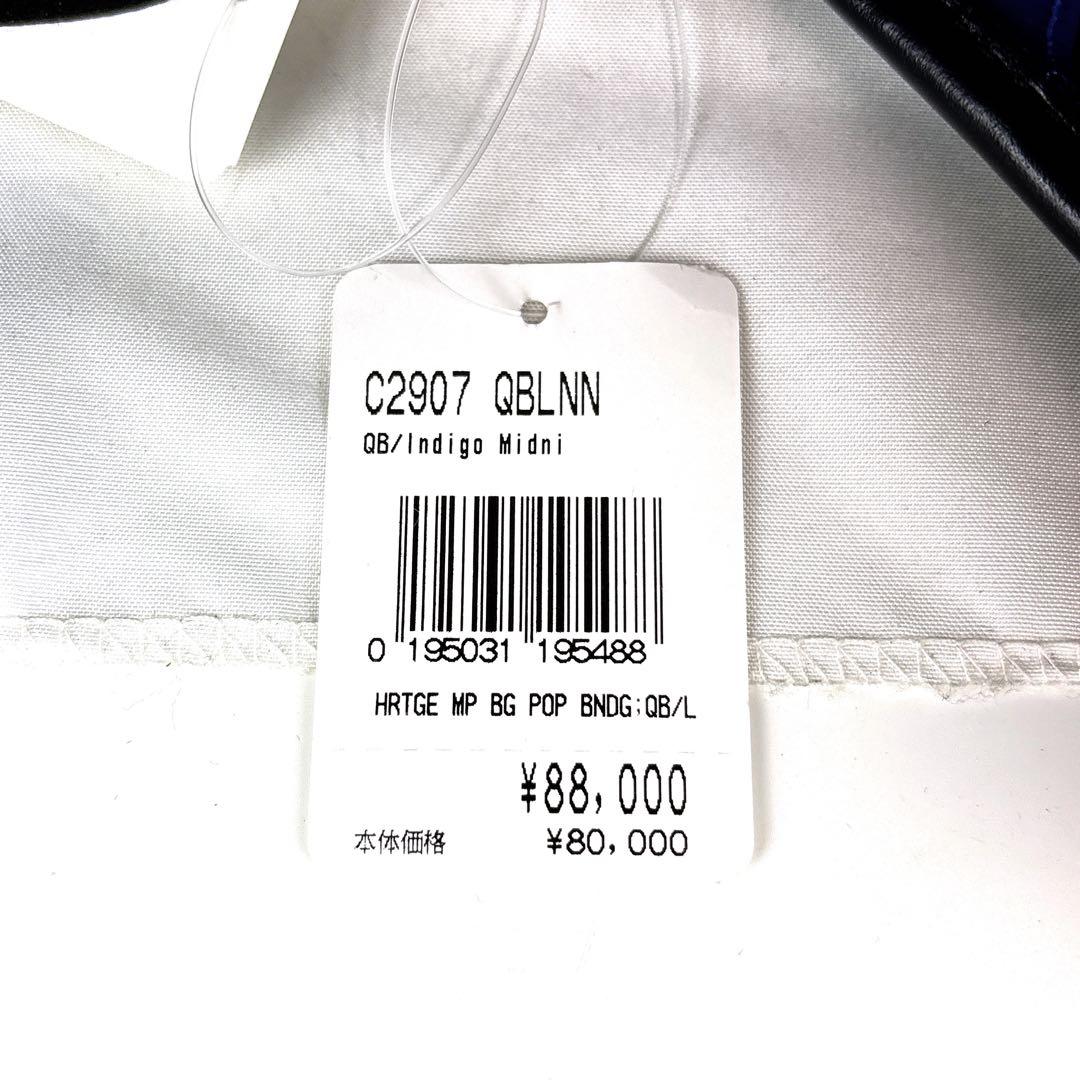 C2907 QBLNN
QB/Indigo Midni
0 195031 195488
HRTGE MP BG POP BNDG;QB/L
¥88,000
本体価格 ¥80,000